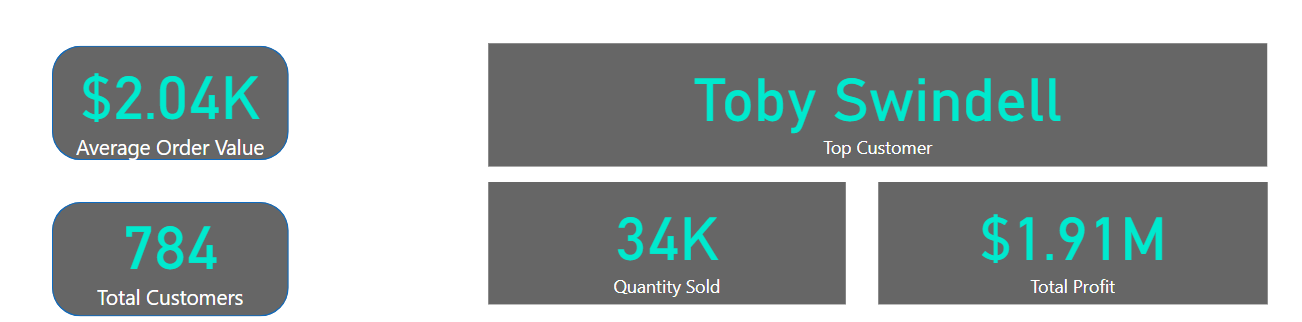 $2.04K
Average Order Value
784
Total Customers
Toby Swindell
Top Customer
34K
Quantity Sold
$1.91M
Total Profit